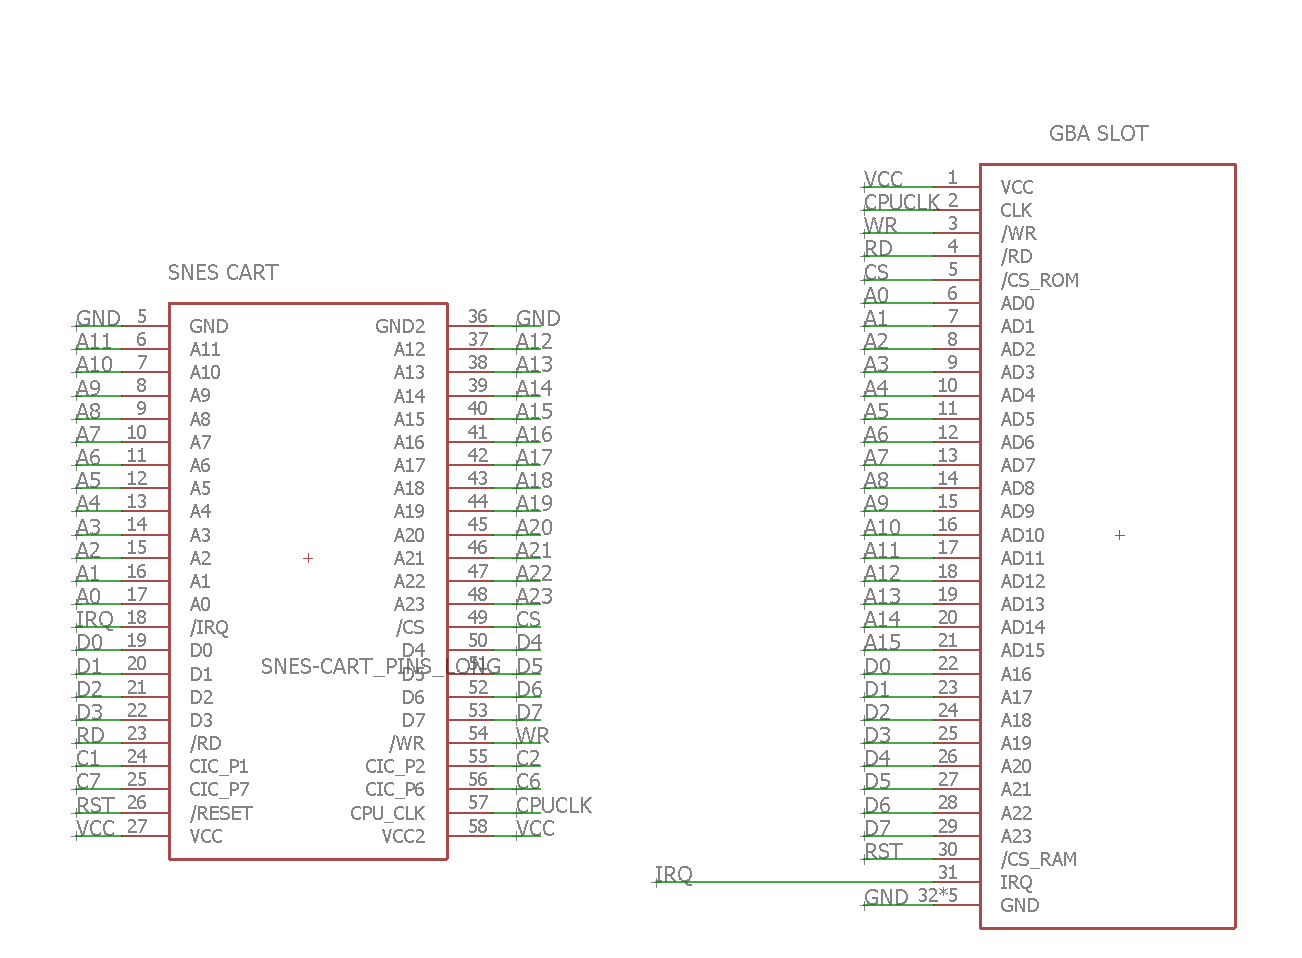 GBA SLOT
VCC 1 VCC
CPUCLK 2 CLK
WR 3 /WR
RD 4 /RD
CS 5 /CS_ROM
A0 6 AD0
A1 7 AD1
A2 8 AD2
A3 9 AD3
A4 10 AD4
A5 11 AD5
A6 12 AD6
A7 13 AD7
A8 14 AD8
A9 15 AD9
A10 16 AD10
A11 17 AD11
A12 18 AD12
A13 19 AD13
A14 20 AD14
A15 21 AD15
D0 22 A16
D1 23 A17
D2 24 A18
D3 25 A19
D4 26 A20
D5 27 A21
D6 28 A22
D7 29 A23
RST 30 /CS_RAM
IRQ 31 IRQ
GND 32*5 GND
SNES CART
GND 5 GND GND2 36 GND
A11 6 A11 A12 37 A12
A10 7 A10 A13 38 A13
A9 8 A9 A14 39 A14
A8 9 A8 A15 40 A15
A7 10 A7 A16 41 A16
A6 11 A6 A17 42 A17
A5 12 A5 A18 43 A18
A4 13 A4 A19 44 A19
A3 14 A3 A20 45 A20
A2 15 A2 A21 46 A21
A1 16 A1 A22 47 A22
A0 17 A0 A23 48 A23
IRQ 18 /IRQ /CS 49 CS
D0 19 D0 D4 50 D4
SNES-CART_PINS_LONG
D1 20 D1 D5 51 D5
D2 21 D2 D6 52 D6
D3 22 D3 D7 53 D7
RD 23 /RD /WR 54 WR
C1 24 CIC_P1 CIC_P2 55 C2
C7 25 CIC_P7 CIC_P6 56 C6
RST 26 /RESET CPU_CLK 57 CPUCLK
VCC 27 VCC VCC2 58 VCC